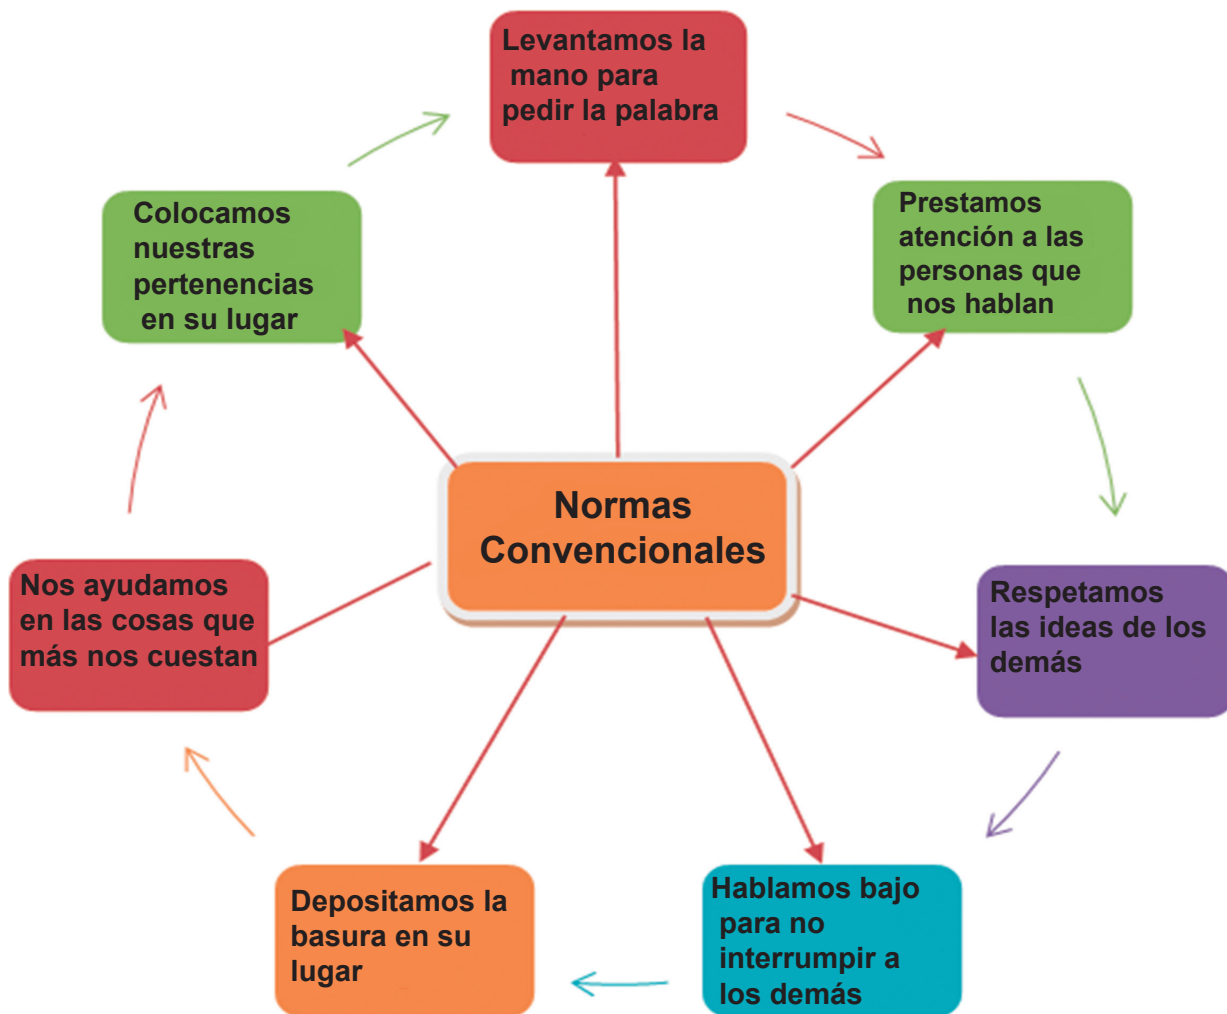 Levantamos la
mano para
pedir la palabra
Prestamos
atención a las
personas que
nos hablan
Respetamos
las ideas de los
demás
Hablamos bajo
para no
interrumpir a
los demás
Depositamos la
basura en su
lugar
Nos ayudamos
en las cosas que
más nos cuestan
Colocamos
nuestras
pertenencias
en su lugar
Normas
Convencionales